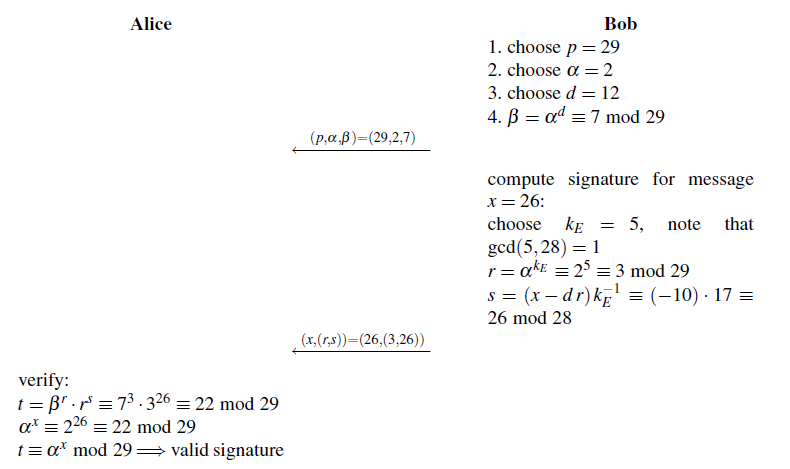 Alice
Bob
1. choose p = 29
2. choose α = 2
3. choose d = 12
4. β = α^d ≡ 7 mod 29
(p,α,β)=(29,2,7)
compute signature for message
x = 26:
choose k_E = 5, note that
gcd(5,28) = 1
r = α^{k_E} ≡ 2^5 ≡ 3 mod 29
s = (x − d r) k_E^{−1} ≡ (−10) · 17 ≡
26 mod 28
(x,(r,s))=(26,(3,26))
verify:
t = β^r · r^s ≡ 7^3 · 3^{26} ≡ 22 mod 29
α^x ≡ 2^{26} ≡ 22 mod 29
t ≡ α^x mod 29 ⟹ valid signature